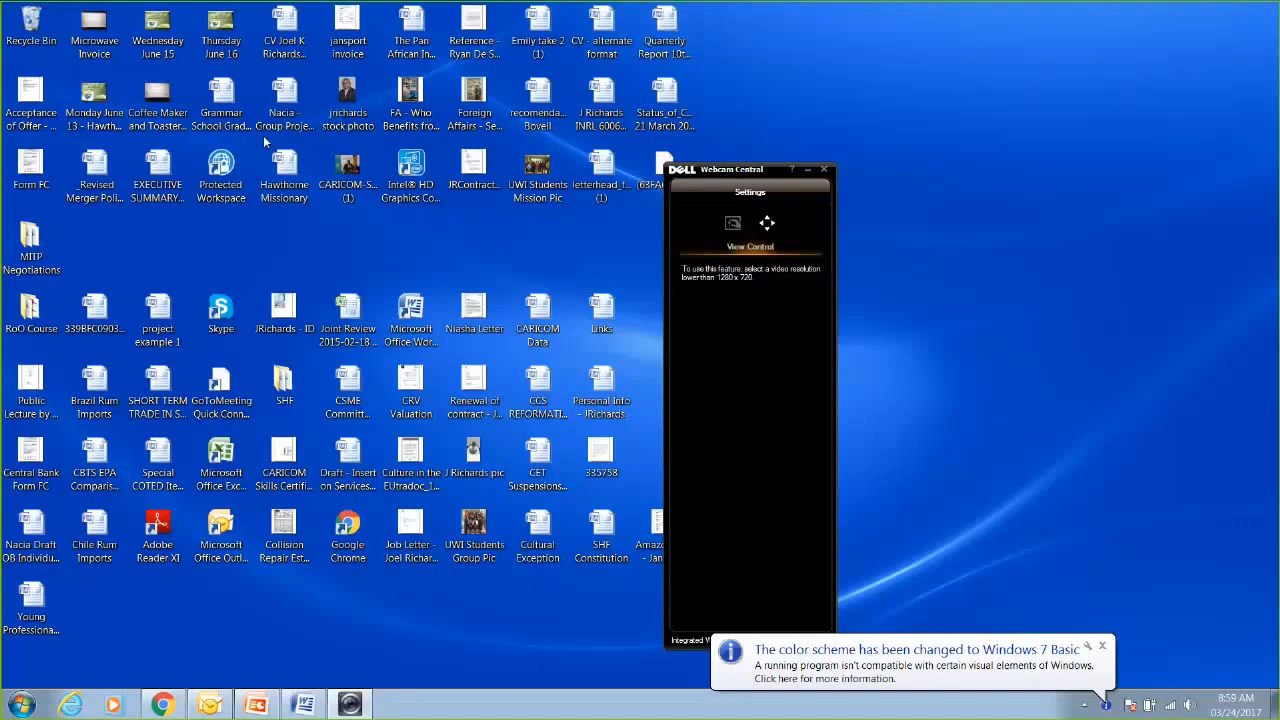 Recycle Bin
Microwave
Invoice
Wednesday
June 15
Thursday
June 16
CV Joel K
Richards...
jansport
invoice
The Pan
African In...
Reference -
Ryan De S...
Emily take 2
(1)
CV - alternate
format
Quarterly
Report 10t...
Acceptance
of Offer - ...
Monday June
13 - Hawth...
Coffee Maker
and Toaster...
Grammar
School Grad...
Nacia -
Group Proje...
jrichards
stock photo
FA - Who
Benefits fro...
Foreign
Affairs - Se...
recomenda...
Bovell
J Richards
INRL 6006...
Status_of_C...
21 March 20...
Form FC
Revised
Merger Poli...
EXECUTIVE
SUMMARY...
Protected
Workspace
Hawthorne
Missionary
CARICOM-S...
(1)
Intel® HD
Graphics Co...
JRContract...
UWI Students
Mission Pic
letterhead_f...
(1)
MITP
Negotiations
RoO Course
339BFC0903...
project
example 1
Skype
JRichards - ID
Joint Review
2015-02-18 ...
Microsoft
Office Wor...
Niasha Letter
CARICOM
Data
Links
Public
Lecture by ...
Brazil Rum
Imports
SHORT TERM
TRADE IN S...
GoToMeeting
Quick Conn...
SHF
CSME
Committ...
CRV
Valuation
Renewal of
contract - J...
CCS
REFORMATI...
Personal Info
- JRichards
Central Bank
Form FC
CBTS EPA
Comparis...
Special
COTED Ite...
Microsoft
Office Exc...
CARICOM
Skills Certifi...
Draft - Insert
on Services...
Culture in the
EUtradoc_1...
J Richards pic
CET
Suspensions...
335758
Nacia Draft
OB Individu...
Chile Rum
Imports
Adobe
Reader XI
Microsoft
Office Outl...
Collision
Repair Est...
Google
Chrome
Job Letter -
Joel Richar...
UWI Students
Group Pic
Cultural
Exception
SHF
Constitution
Young
Professiona...
DELL Webcam Central
Settings
View Control
To use this feature, select a video resolution
lower than 1280 x 720
The color scheme has been changed to Windows 7 Basic
A running program isn't compatible with certain visual elements of Windows.
Click here for more information.
8:59 AM
03/24/2017